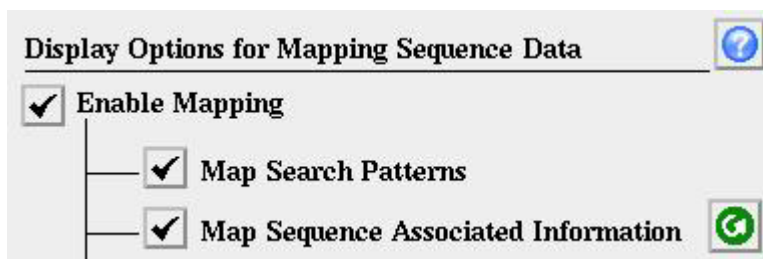 Display Options for Mapping Sequence Data
Enable Mapping
Map Search Patterns
Map Sequence Associated Information